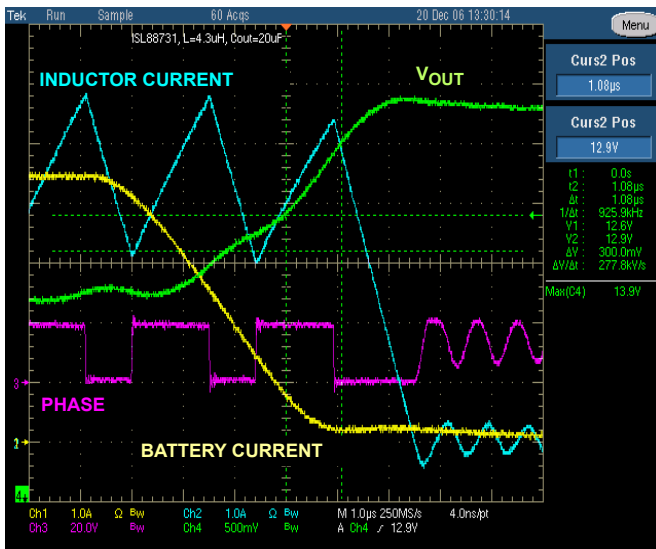 Tek Run Sample 60 Acqs 20 Dec 06 13:30:14
Menu
ISL88731, L=4.3uH, Cout=20uF
INDUCTOR CURRENT
VOUT
Curs2 Pos
1.08µs
Curs2 Pos
12.9V
t1: 0.0s
t2: 1.08µs
Δt: 1.08µs
1/Δt: 925.9kHz
V1: 12.6V
V2: 12.9V
ΔV: 300.0mV
ΔV/Δt: 277.8kV/s
Max(C4) 13.9V
3
PHASE
BATTERY CURRENT
4
Ch1 1.0A Ω Bw Ch2 1.0A Ω Bw M 1.0µs 250MS/s 4.0ns/pt
Ch3 20.0V Bw Ch4 500mV Bw A Ch4 ∕ 12.9V